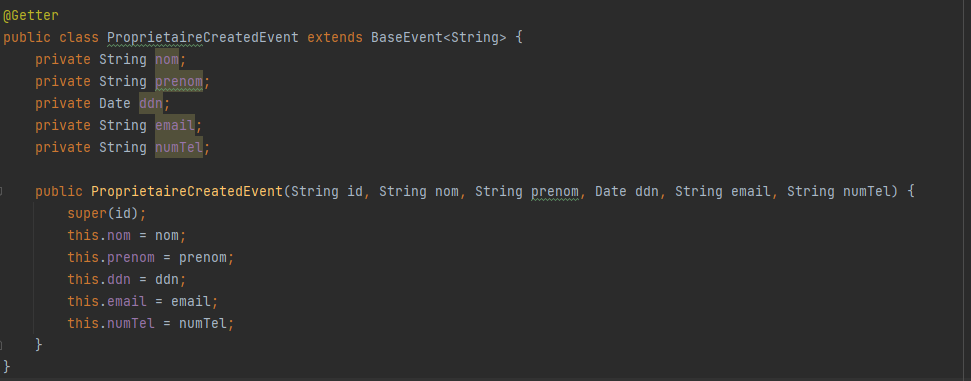 @Getter
public class ProprietaireCreatedEvent extends BaseEvent<String> {
    private String nom;
    private String prenom;
    private Date ddn;
    private String email;
    private String numTel;
    public ProprietaireCreatedEvent(String id, String nom, String prenom, Date ddn, String email, String numTel) {
        super(id);
        this.nom = nom;
        this.prenom = prenom;
        this.ddn = ddn;
        this.email = email;
        this.numTel = numTel;
    }
}